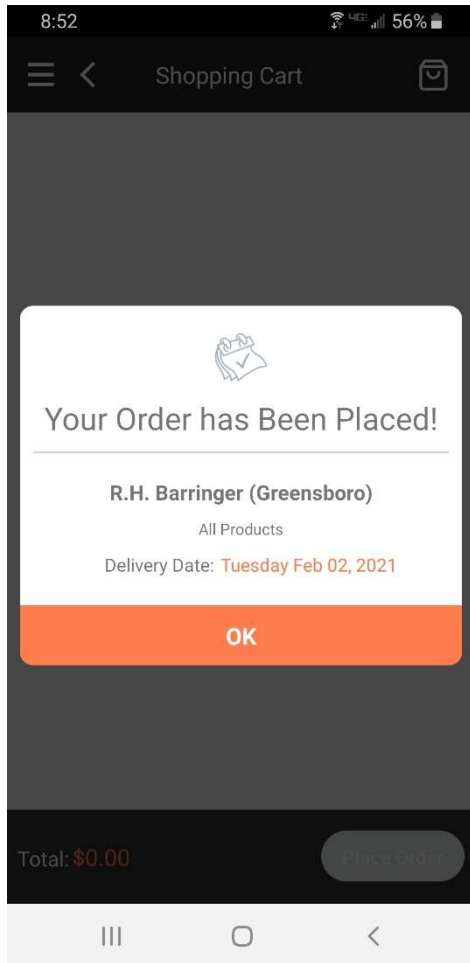 8:52
4GE 56%
Shopping Cart
Your Order has Been Placed!
R.H. Barringer (Greensboro)
All Products
Delivery Date: Tuesday Feb 02, 2021
OK
Total: $0.00
Place Order